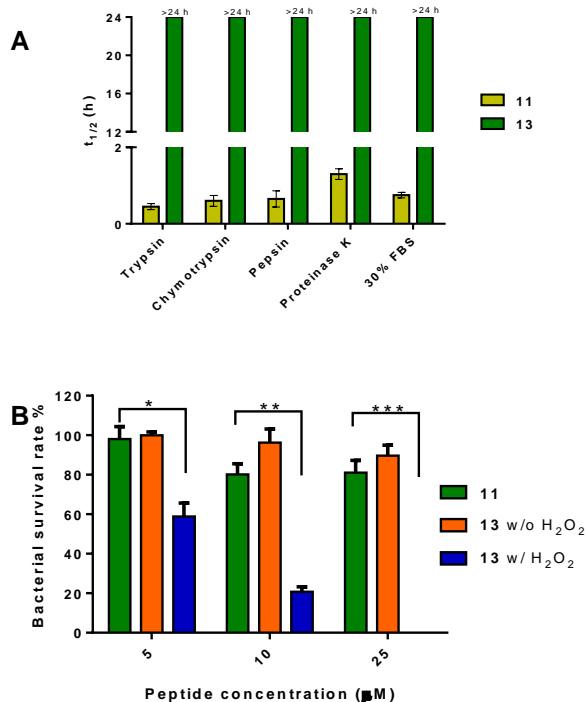 A
>24 h >24 h >24 h >24 h >24 h
24
20
16
12
2
0
t1/2 (h)
Trypsin
Chymotrypsin
Pepsin
Proteinase K
30% FBS
11
13
B
* ** ***
120
100
80
60
40
20
0
Bacterial survival rate %
5 10 25
Peptide concentration (μM)
11
13 w/o H2O2
13 w/ H2O2